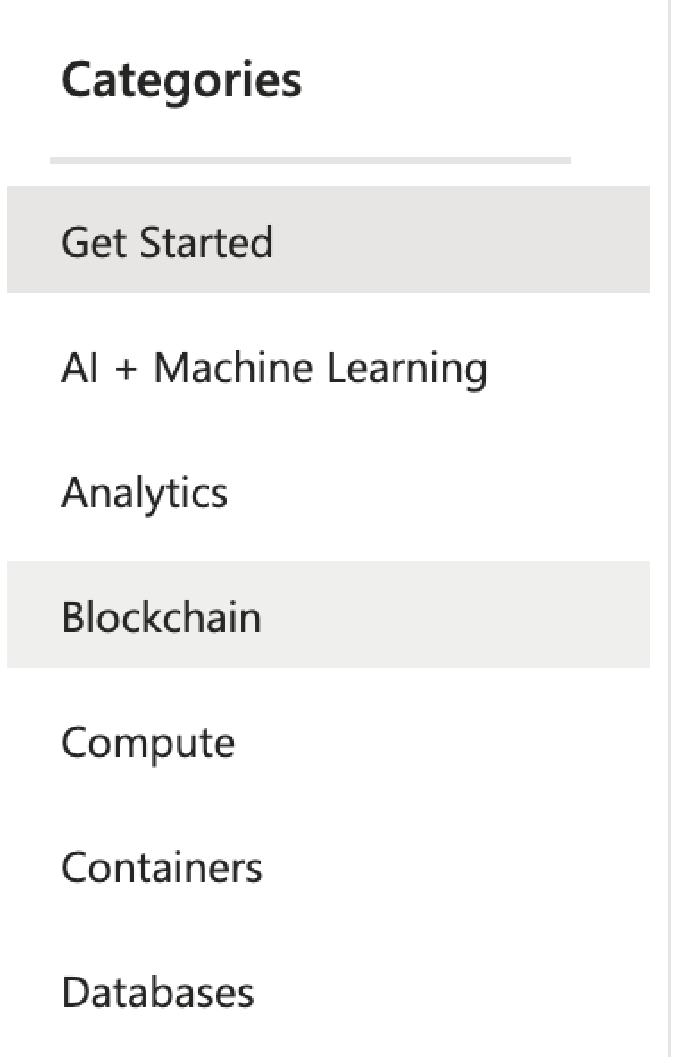 Categories
Get Started
AI + Machine Learning
Analytics
Blockchain
Compute
Containers
Databases